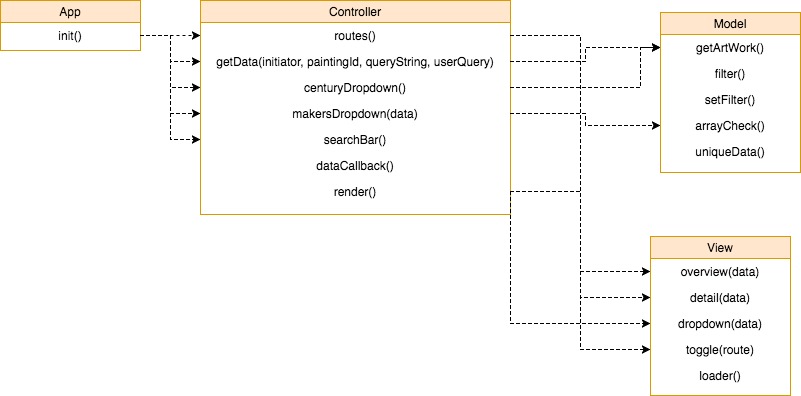 App
init()
Controller
routes()
getData(initiator, paintingId, queryString, userQuery)
centuryDropdown()
makersDropdown(data)
searchBar()
dataCallback()
render()
Model
getArtWork()
filter()
setFilter()
arrayCheck()
uniqueData()
View
overview(data)
detail(data)
dropdown(data)
toggle(route)
loader()